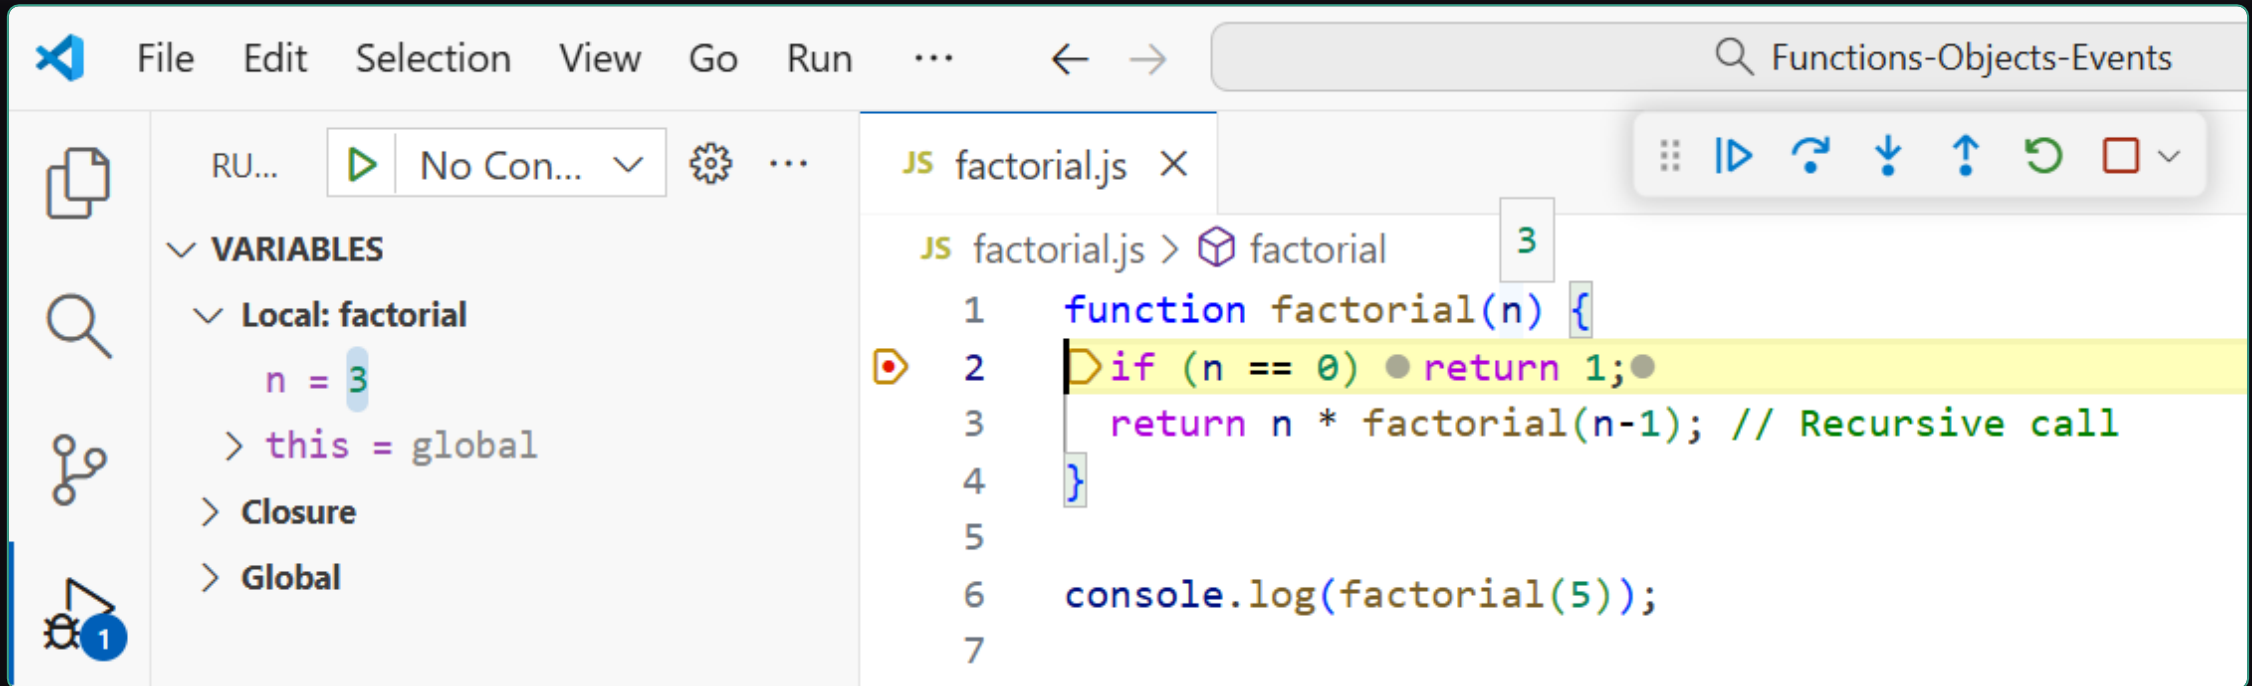 File Edit Selection View Go Run ··· Functions-Objects-Events
RU... No Con... ···
JS factorial.js
VARIABLES
Local: factorial
n = 3
this = global
Closure
Global
1
JS factorial.js > factorial
3
1 function factorial(n) {
2 if (n == 0) return 1;
3 return n * factorial(n-1); // Recursive call
4 }
5
6 console.log(factorial(5));
7